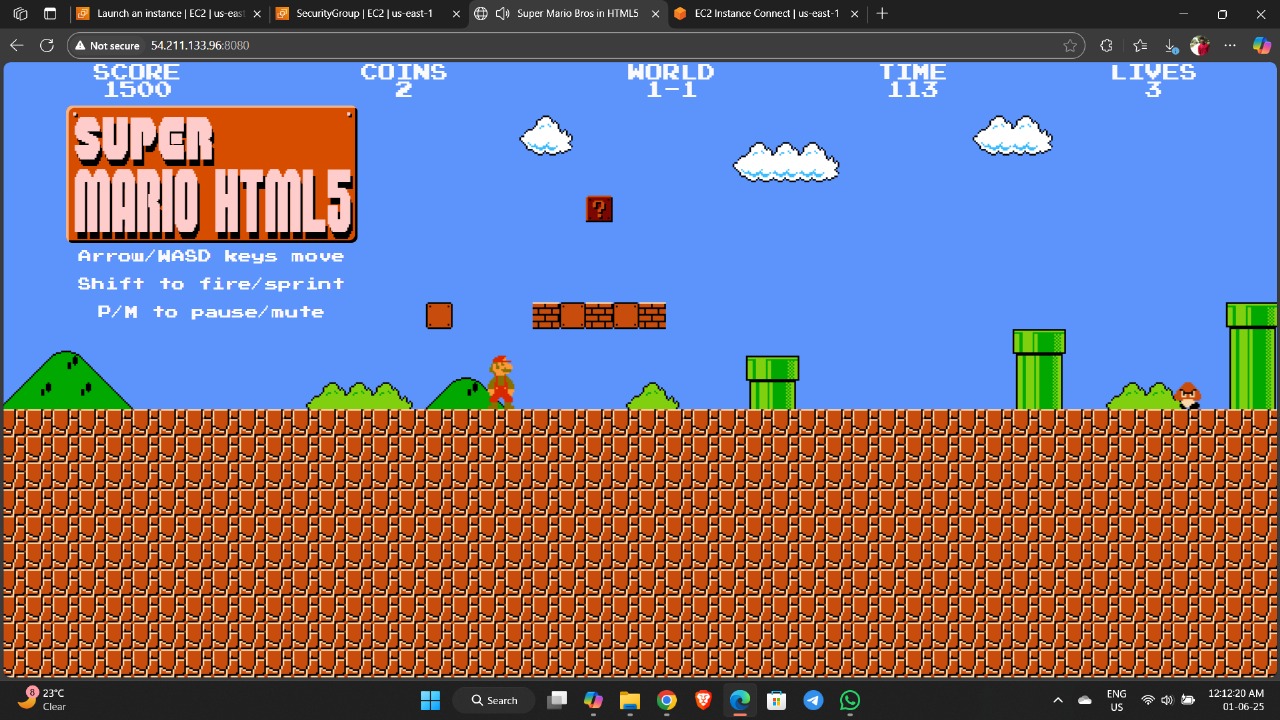 Launch an instance | EC2 | us-east
SecurityGroup | EC2 | us-east-1
Super Mario Bros in HTML5
EC2 Instance Connect | us-east-1
Not secure
54.211.133.96:8080
SCORE COINS WORLD TIME LIVES
1500 2 1-1 113 3
SUPER
MARIO HTML5
?
Arrow/WASD keys move
Shift to fire/sprint
P/M to pause/mute
8
23°C
Clear
Search
ENG
US
12:12:20 AM
01-06-25